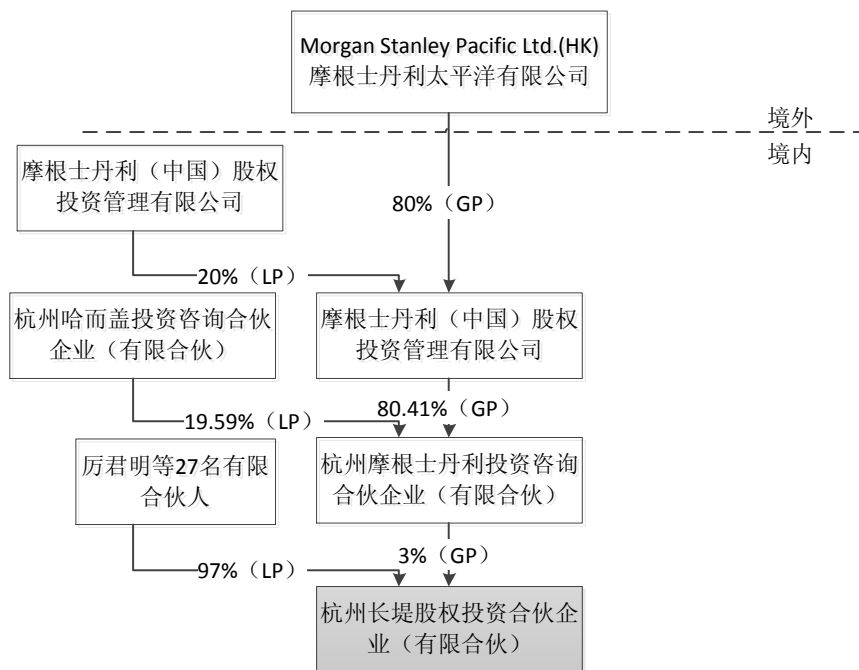 Morgan Stanley Pacific Ltd.(HK)
摩根士丹利太平洋有限公司
境外
境内
摩根士丹利（中国）股权
投资管理有限公司
80%（GP）
20%（LP）
杭州哈而盖投资咨询合伙
企业（有限合伙）
摩根士丹利（中国）股权
投资管理有限公司
19.59%（LP）
80.41%（GP）
厉君明等27名有限
合伙人
杭州摩根士丹利投资咨询
合伙企业（有限合伙）
3%（GP）
97%（LP）
杭州长堤股权投资合伙企
业（有限合伙）